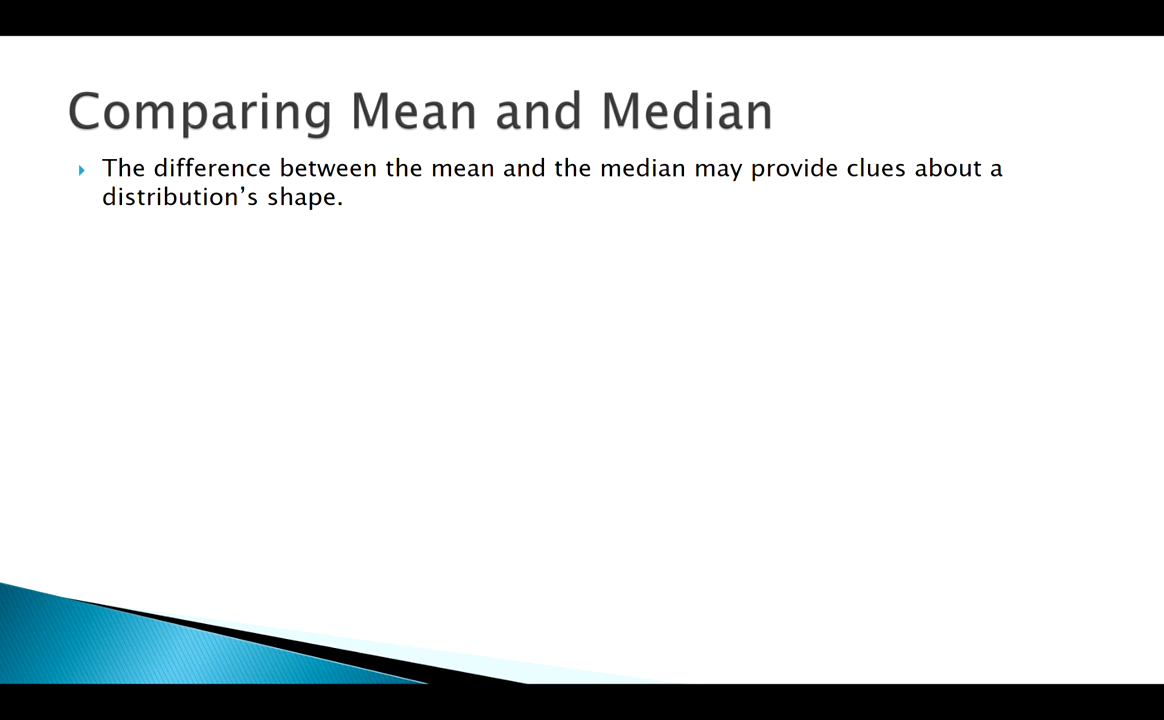 Comparing Mean and Median
The difference between the mean and the median may provide clues about a
distribution’s shape.